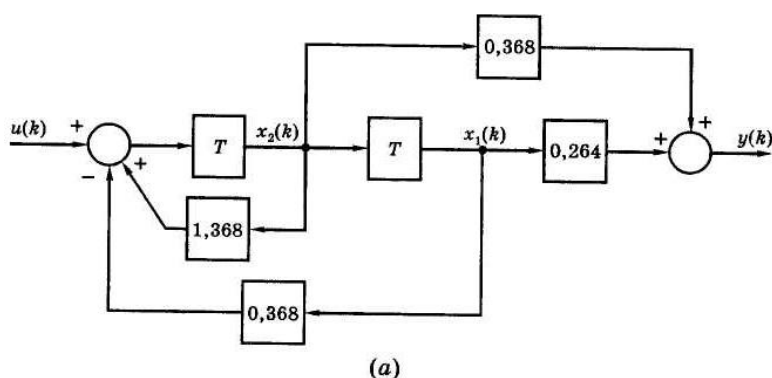 0,368
u(k)
+
T
x₂(k)
T
x₁(k)
0,264
+
+
y(k)
+
−
1,368
0,368
(a)